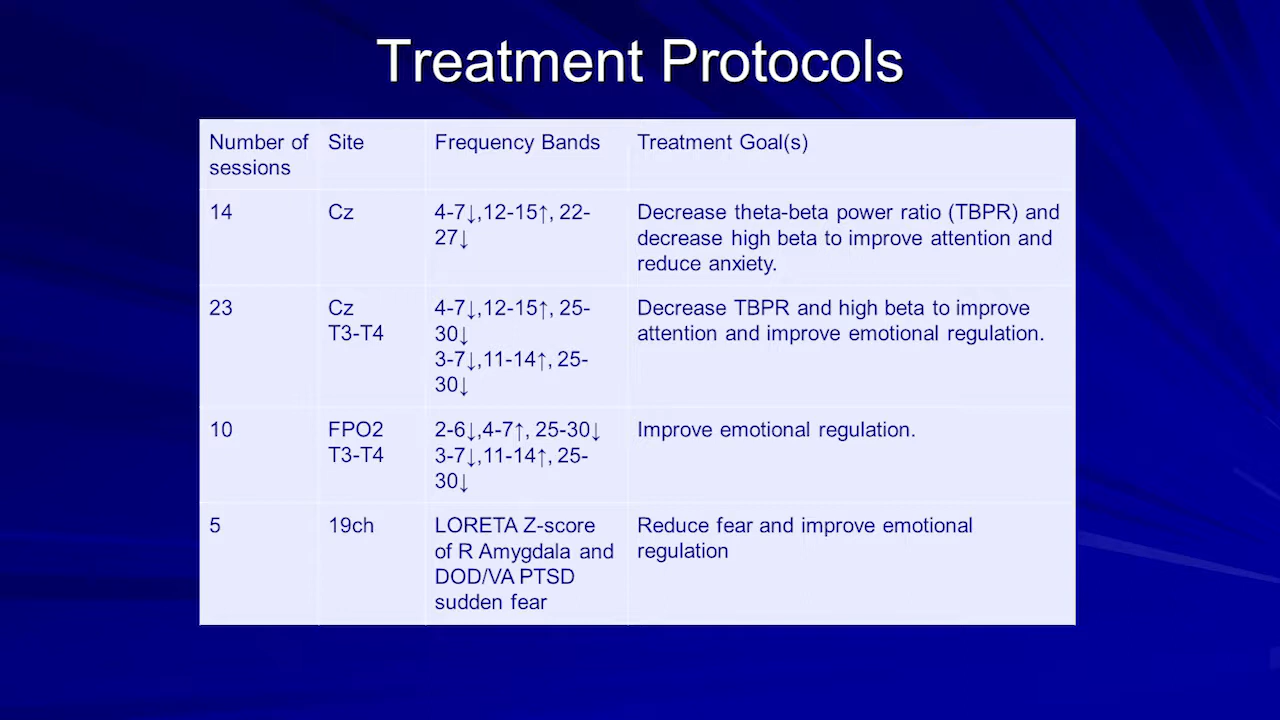 Treatment Protocols
Number of sessions Site Frequency Bands Treatment Goal(s)
14 Cz 4-7↓,12-15↑, 22-
27↓ Decrease theta-beta power ratio (TBPR) and
decrease high beta to improve attention and
reduce anxiety.
23 Cz
T3-T4 4-7↓,12-15↑, 25-
30↓
3-7↓,11-14↑, 25-
30↓ Decrease TBPR and high beta to improve
attention and improve emotional regulation.
10 FPO2
T3-T4 2-6↓,4-7↑, 25-30↓
3-7↓,11-14↑, 25-
30↓ Improve emotional regulation.
5 19ch LORETA Z-score
of R Amygdala and
DOD/VA PTSD
sudden fear Reduce fear and improve emotional
regulation